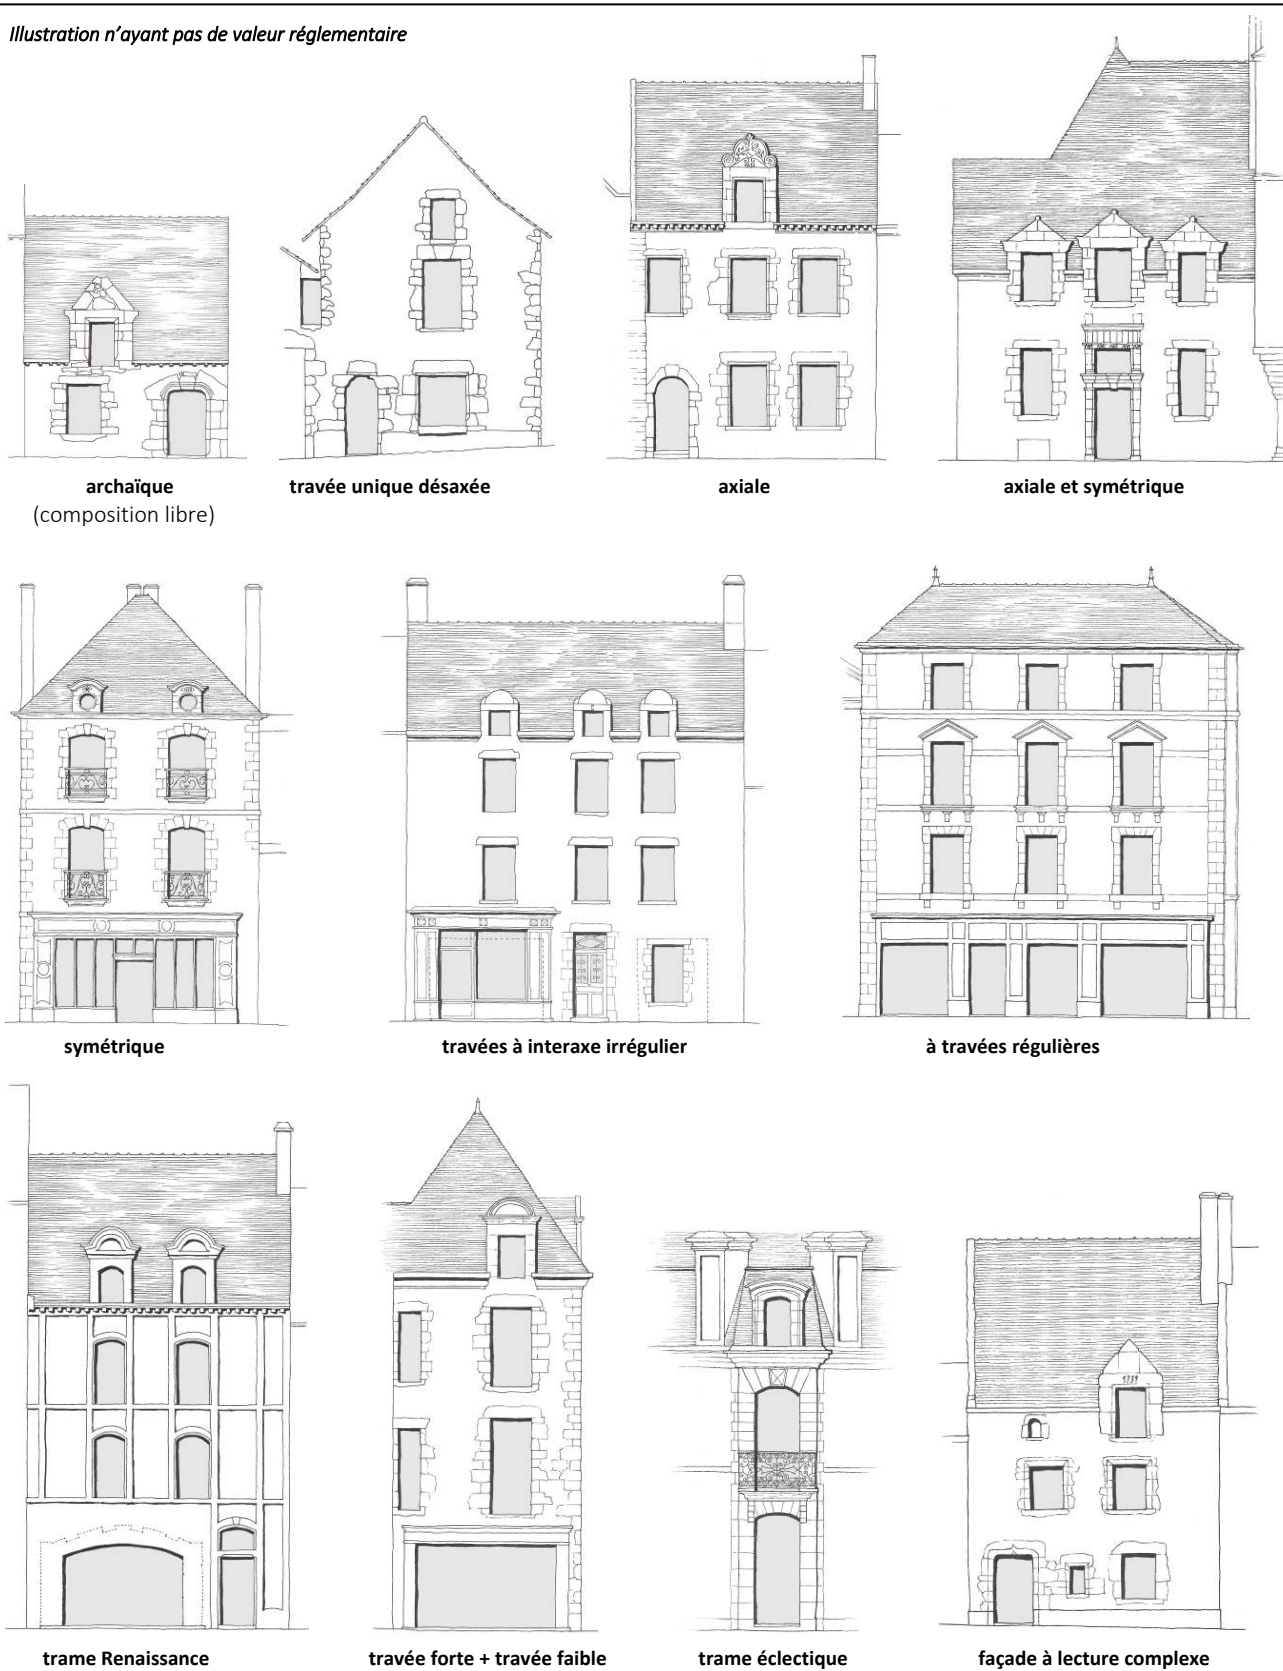 Illustration n'ayant pas de valeur réglementaire
archaïque
(composition libre)
travée unique désaxée
axiale
axiale et symétrique
symétrique
travées à interaxe irrégulier
à travées régulières
1739
trame Renaissance
travée forte + travée faible
trame éclectique
façade à lecture complexe